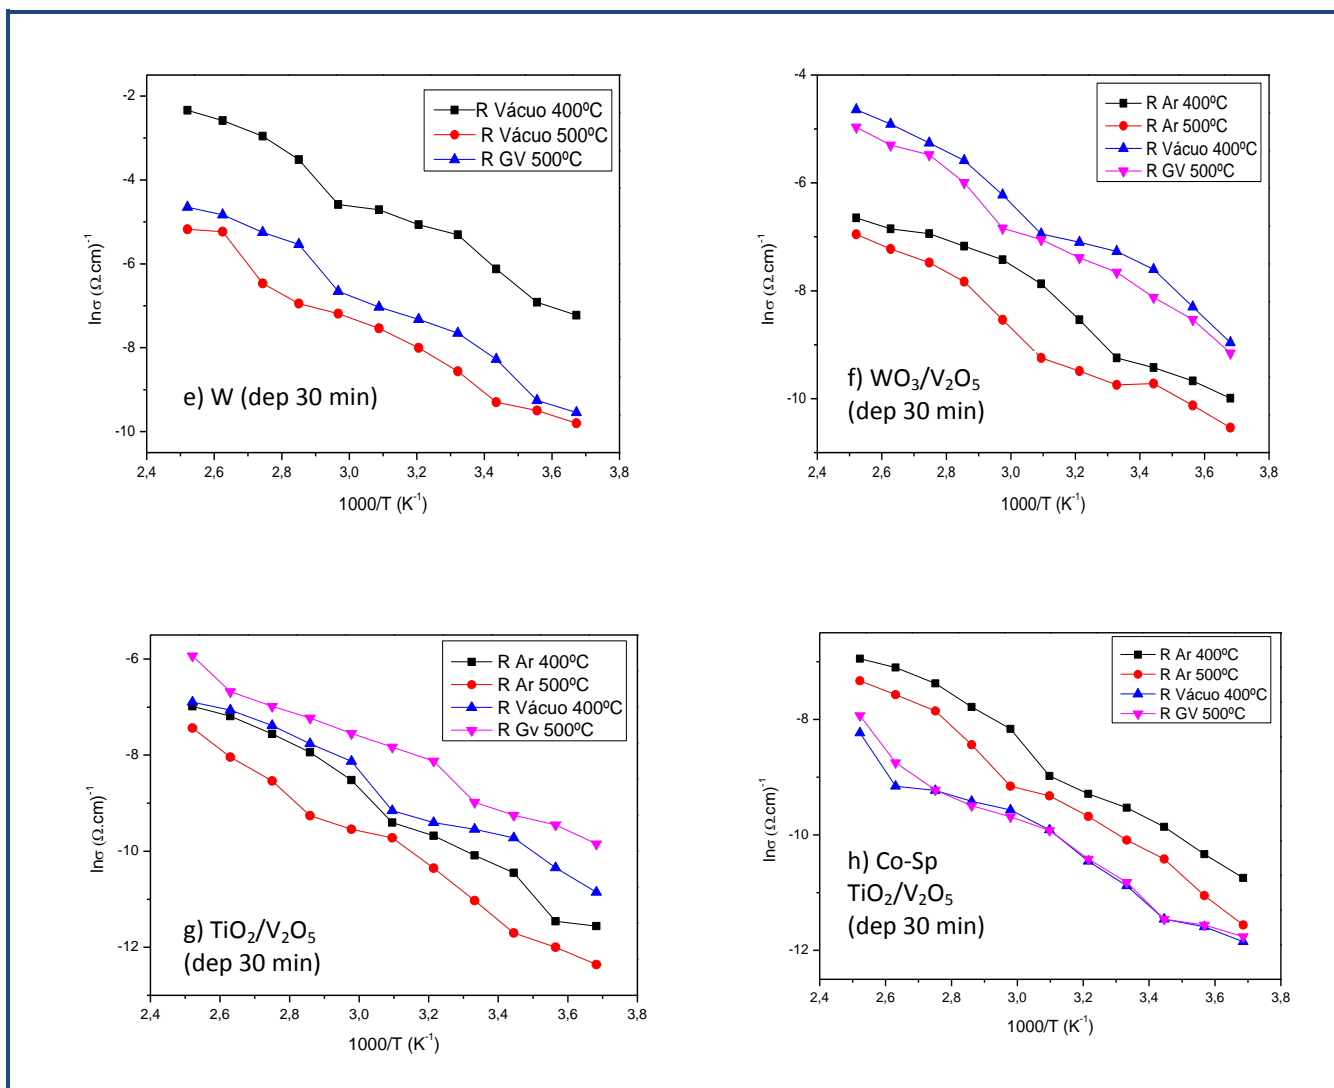 -2
-4
-6
-8
-10
2,4
2,6
2,8
3,0
3,2
3,4
3,6
3,8
lnσ (Ω.cm)⁻¹
1000/T (K⁻¹)
R Vácuo 400ºC
R Vácuo 500ºC
R GV 500ºC
e) W (dep 30 min)
-4
-6
-8
-10
2,4
2,6
2,8
3,0
3,2
3,4
3,6
3,8
lnσ (Ω.cm)⁻¹
1000/T (K⁻¹)
R Ar 400ºC
R Ar 500ºC
R Vácuo 400ºC
R GV 500ºC
f) WO₃/V₂O₅
(dep 30 min)
-6
-8
-10
-12
2,4
2,6
2,8
3,0
3,2
3,4
3,6
3,8
lnσ (Ω.cm)⁻¹
1000/T (K⁻¹)
R Ar 400ºC
R Ar 500ºC
R Vácuo 400ºC
R Gv 500ºC
g) TiO₂/V₂O₅
(dep 30 min)
-8
-10
-12
2,4
2,6
2,8
3,0
3,2
3,4
3,6
3,8
lnσ (Ω.cm)⁻¹
1000/T (K⁻¹)
R Ar 400ºC
R Ar 500ºC
R Vácuo 400ºC
R GV 500ºC
h) Co-Sp
TiO₂/V₂O₅
(dep 30 min)